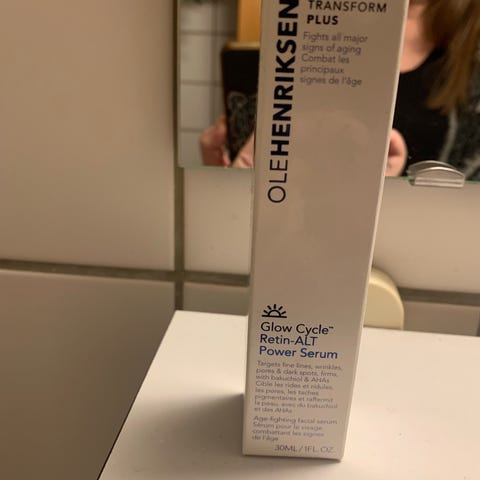 TRANSFORM
PLUS
Fights all major
signs of aging
Combat les
principaux
signes de l'âge
OLEHENRIKSEN
Glow Cycle™
Retin-ALT
Power Serum
Targets fine lines, wrinkles,
pores & dark spots, firms,
with bakuchiol & AHAs
Cible les rides et ridules,
les pores, les taches
pigmentaires et raffermit
la peau, avec du bakuchiol
et des AHAs
Age-fighting facial serum
Sérum pour le visage
combattant les signes
de l'âge
30ML / 1FL. OZ.